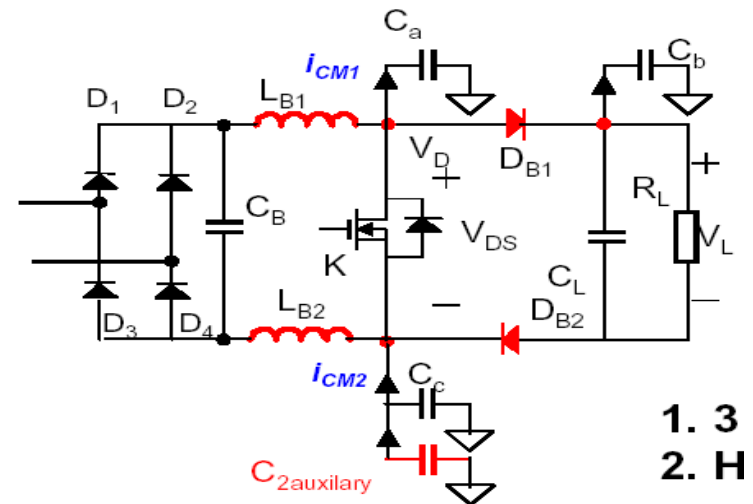 C_a
i_CM1
C_b
D_1 D_2 L_B1
V_D D_B1
+ +
C_B K V_DS R_L V_L
C_L
L_B2 — D_B2 —
D_3 D_4
i_CM2 C_c
C_2auxilary
1. 3
2. H